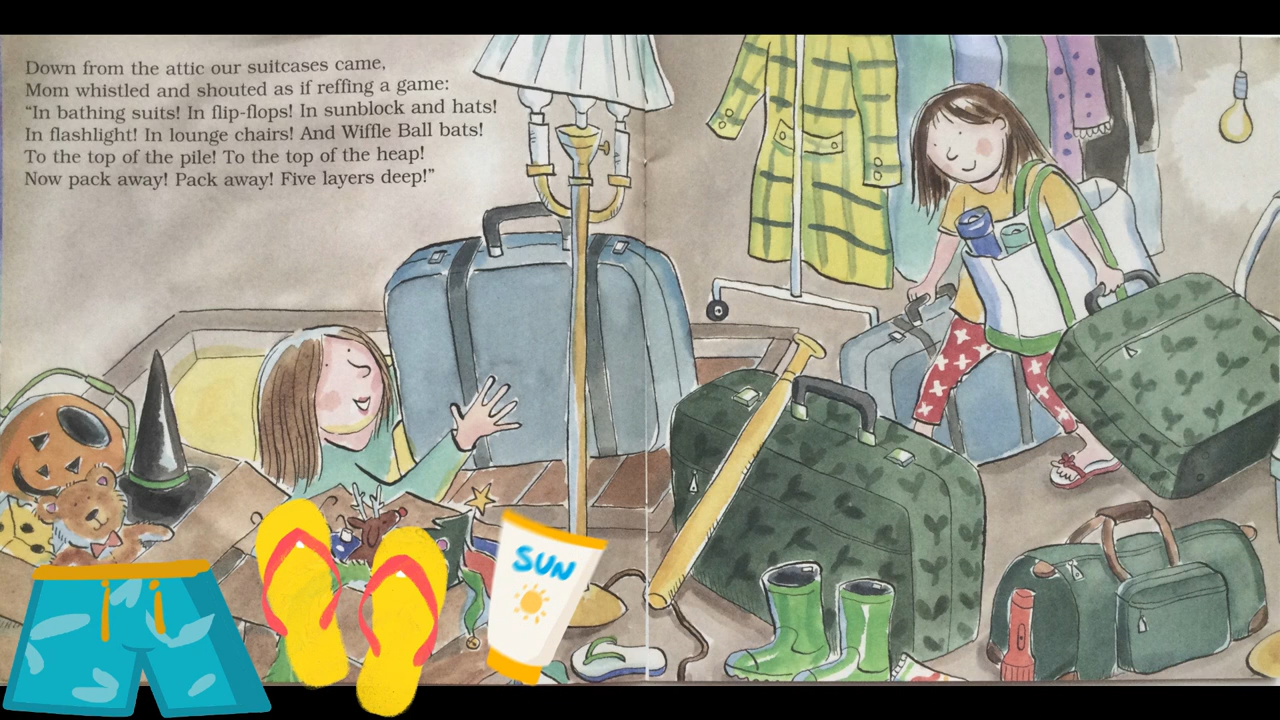 Down from the attic our suitcases came,
Mom whistled and shouted as if reffing a game:
“In bathing suits! In flip-flops! In sunblock and hats!
In flashlight! In lounge chairs! And Wiffle Ball bats!
To the top of the pile! To the top of the heap!
Now pack away! Pack away! Five layers deep!”
SUN